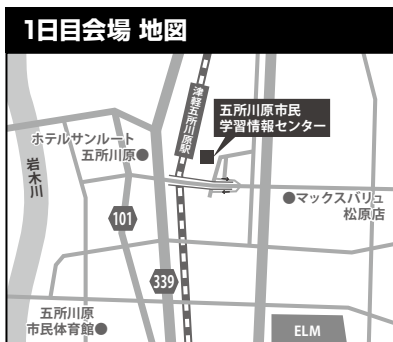 1日目会場 地図
津軽五所川原駅
五所川原市民
学習情報センター
ホテルサンルート
五所川原
岩木川
マックスバリュ
松原店
101
339
五所川原
市民体育館
ELM